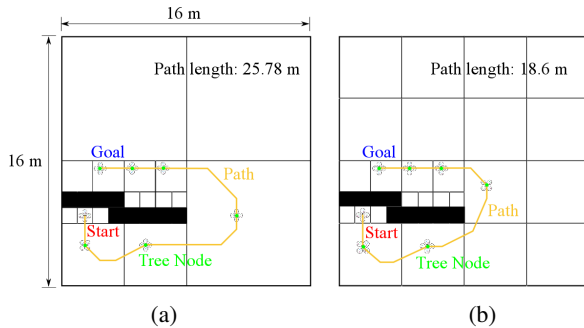 16 m
16 m
Path length: 25.78 m
Goal
Path
Start
Tree Node
(a)
Path length: 18.6 m
Goal
Path
Start
Tree Node
(b)